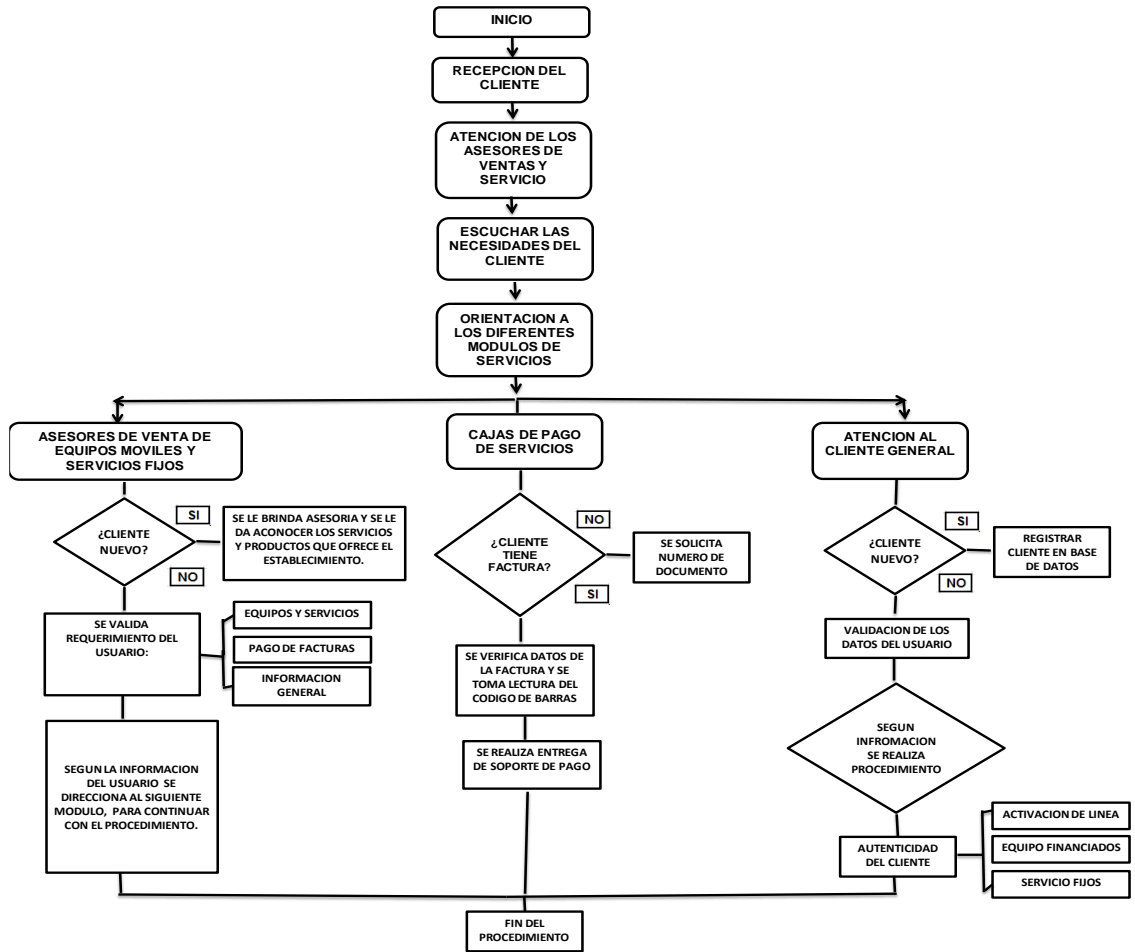 INICIO
RECEPCION DEL
CLIENTE
ATENCION DE LOS
ASESORES DE
VENTAS Y
SERVICIO
ESCUCHAR LAS
NECESIDADES DEL
CLIENTE
ORIENTACION A
LOS DIFERENTES
MODULOS DE
SERVICIOS
ASESORES DE VENTA DE
EQUIPOS MOVILES Y
SERVICIOS FIJOS
¿CLIENTE
NUEVO?
SI
NO
SE LE BRINDA ASESORIA Y SE LE
DA ACONOCER LOS SERVICIOS
Y PRODUCTOS QUE OFRECE EL
ESTABLECIMIENTO.
SE VALIDA
REQUERIMIENTO DEL
USUARIO:
EQUIPOS Y SERVICIOS
PAGO DE FACTURAS
INFORMACION
GENERAL
SEGUN LA INFORMACION
DEL USUARIO SE
DIRECCIONA AL SIGUIENTE
MODULO, PARA CONTINUAR
CON EL PROCEDIMIENTO.
CAJAS DE PAGO
DE SERVICIOS
¿CLIENTE
TIENE
FACTURA?
NO
SI
SE SOLICITA
NUMERO DE
DOCUMENTO
SE VERIFICA DATOS DE
LA FACTURA Y SE
TOMA LECTURA DEL
CODIGO DE BARRAS
SE REALIZA ENTREGA
DE SOPORTE DE PAGO
ATENCION AL
CLIENTE GENERAL
¿CLIENTE
NUEVO?
SI
NO
REGISTRAR
CLIENTE EN BASE
DE DATOS
VALIDACION DE LOS
DATOS DEL USUARIO
SEGUN
INFROMACION
SE REALIZA
PROCEDIMIENTO
AUTENTICIDAD
DEL CLIENTE
ACTIVACION DE LINEA
EQUIPO FINANCIADOS
SERVICIO FIJOS
FIN DEL
PROCEDIMIENTO